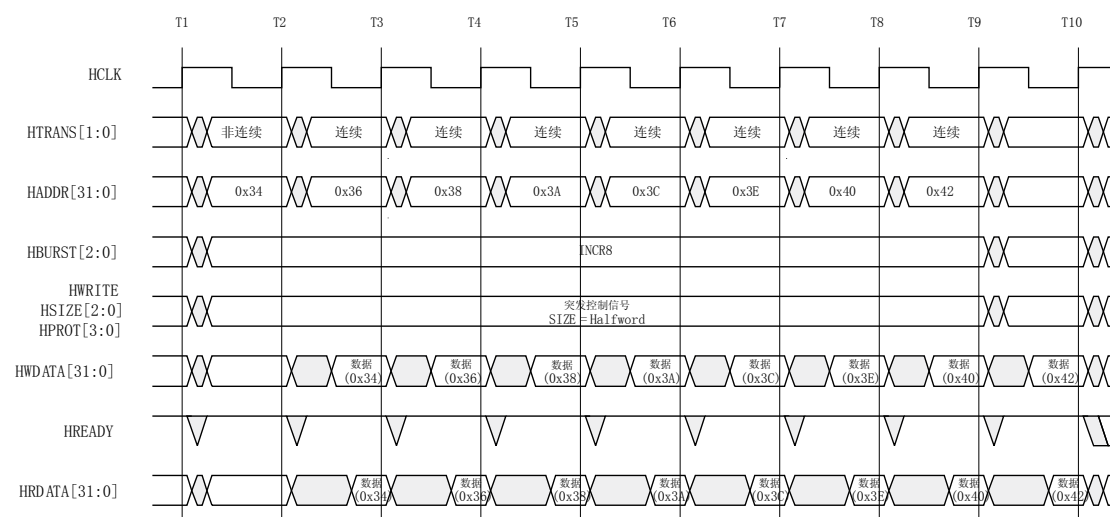 T1 T2 T3 T4 T5 T6 T7 T8 T9 T10
HCLK
HTRANS[1:0] 非连续 连续 连续 连续 连续 连续 连续 连续
HADDR[31:0] 0x34 0x36 0x38 0x3A 0x3C 0x3E 0x40 0x42
HBURST[2:0] INCR8
HWRITE
HSIZE[2:0]
HPROT[3:0]
突发控制信号
SIZE=Halfword
HWDATA[31:0]
数据 数据 数据 数据 数据 数据 数据 数据
(0x34) (0x36) (0x38) (0x3A) (0x3C) (0x3E) (0x40) (0x42)
HREADY
HRDATA[31:0]
数据 数据 数据 数据 数据 数据 数据 数据
(0x34) (0x36) (0x38) (0x3A) (0x3C) (0x3E) (0x40) (0x42)